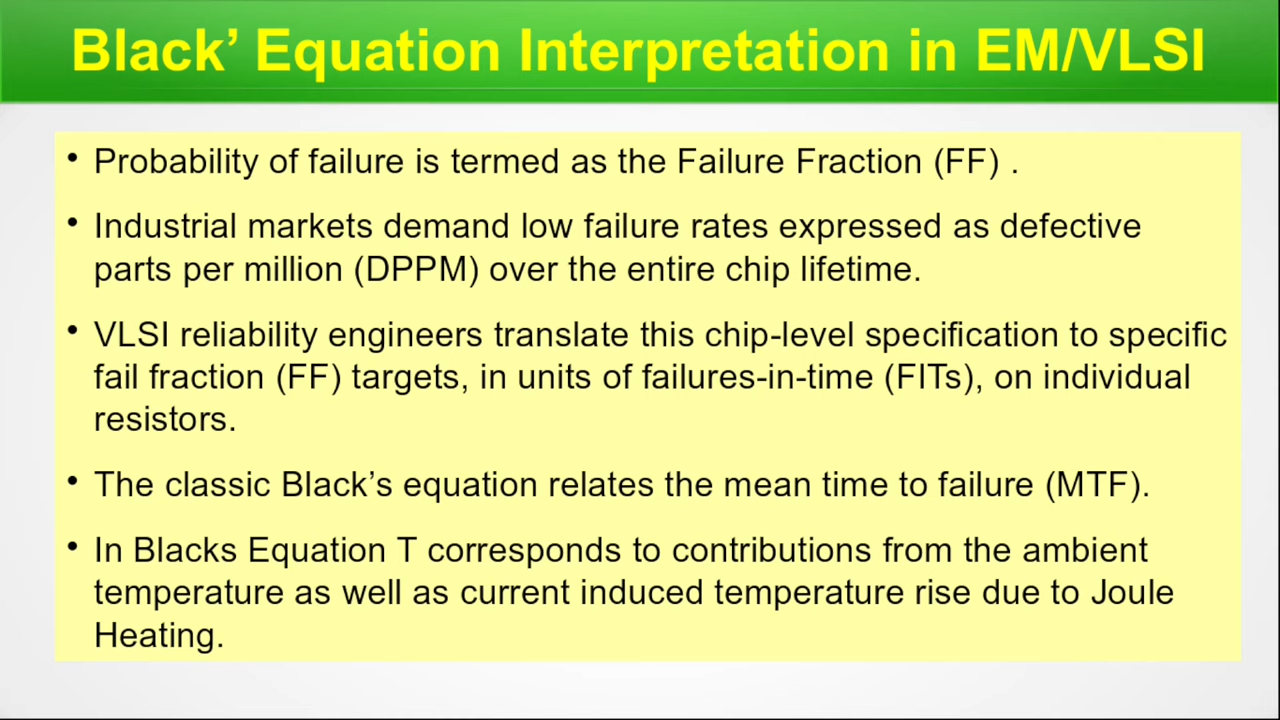 Black’ Equation Interpretation in EM/VLSI
• Probability of failure is termed as the Failure Fraction (FF) .
• Industrial markets demand low failure rates expressed as defective
parts per million (DPPM) over the entire chip lifetime.
• VLSI reliability engineers translate this chip-level specification to specific
fail fraction (FF) targets, in units of failures-in-time (FITs), on individual
resistors.
• The classic Black’s equation relates the mean time to failure (MTF).
• In Blacks Equation T corresponds to contributions from the ambient
temperature as well as current induced temperature rise due to Joule
Heating.